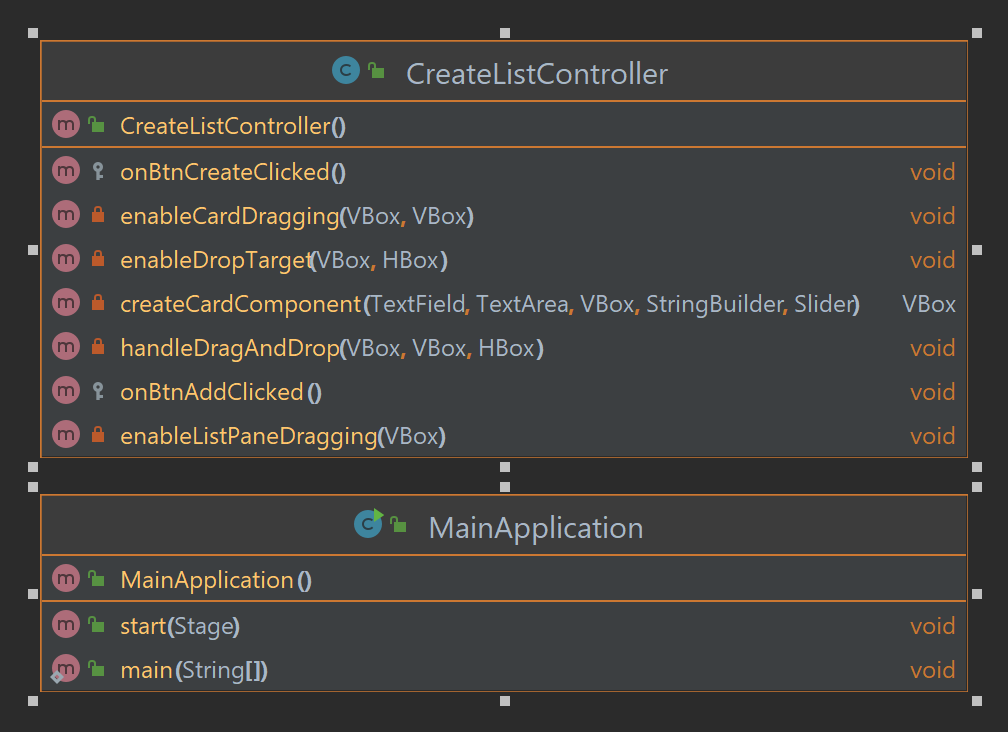 CreateListController
CreateListController()
onBtnCreateClicked() void
enableCardDragging(VBox, VBox) void
enableDropTarget(VBox, HBox) void
createCardComponent(TextField, TextArea, VBox, StringBuilder, Slider) VBox
handleDragAndDrop(VBox, VBox, HBox) void
onBtnAddClicked() void
enableListPaneDragging(VBox) void
MainApplication
MainApplication()
start(Stage) void
main(String[]) void